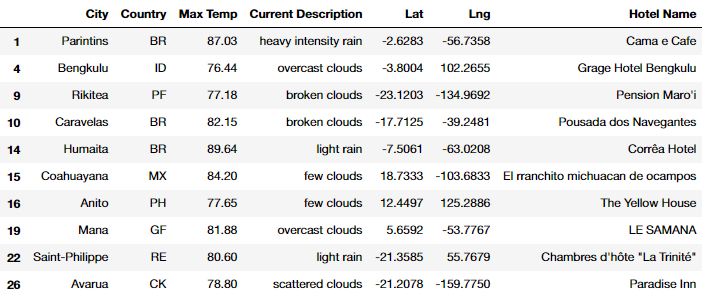 City Country Max Temp Current Description Lat Lng Hotel Name
1 Parintins BR 87.03 heavy intensity rain -2.6283 -56.7358 Cama e Cafe
4 Bengkulu ID 76.44 overcast clouds -3.8004 102.2655 Grage Hotel Bengkulu
9 Rikitea PF 77.18 broken clouds -23.1203 -134.9692 Pension Maro'i
10 Caravelas BR 82.15 broken clouds -17.7125 -39.2481 Pousada dos Navegantes
14 Humaita BR 89.64 light rain -7.5061 -63.0208 Corrêa Hotel
15 Coahuayana MX 84.20 few clouds 18.7333 -103.6833 El rranchito michuacan de ocampos
16 Anito PH 77.65 few clouds 12.4497 125.2886 The Yellow House
19 Mana GF 81.88 overcast clouds 5.6592 -53.7767 LE SAMANA
22 Saint-Philippe RE 80.60 light rain -21.3585 55.7679 Chambres d'hôte "La Trinité"
26 Avarua CK 78.80 scattered clouds -21.2078 -159.7750 Paradise Inn